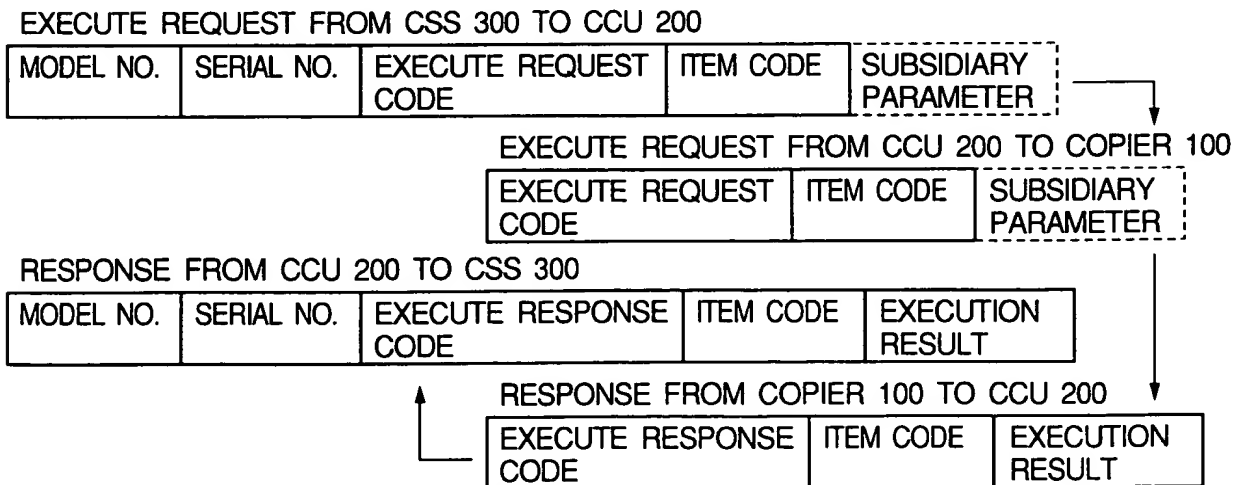 EXECUTE REQUEST FROM CSS 300 TO CCU 200
MODEL NO. SERIAL NO. EXECUTE REQUEST CODE ITEM CODE SUBSIDIARY PARAMETER
EXECUTE REQUEST FROM CCU 200 TO COPIER 100
EXECUTE REQUEST CODE ITEM CODE SUBSIDIARY PARAMETER
RESPONSE FROM CCU 200 TO CSS 300
MODEL NO. SERIAL NO. EXECUTE RESPONSE CODE ITEM CODE EXECUTION RESULT
RESPONSE FROM COPIER 100 TO CCU 200
EXECUTE RESPONSE CODE ITEM CODE EXECUTION RESULT